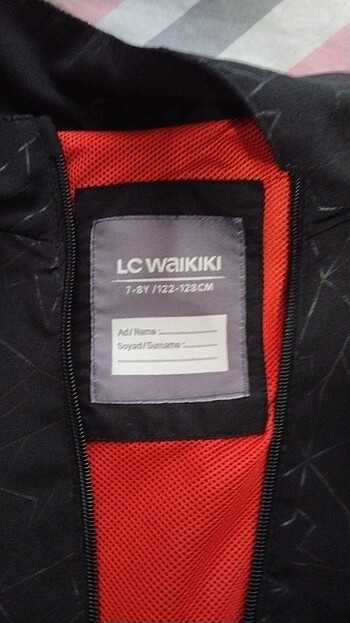 LC WAIKIKI
7-8Y /122-128CM
Ad/Name :
Soyad/Surname :